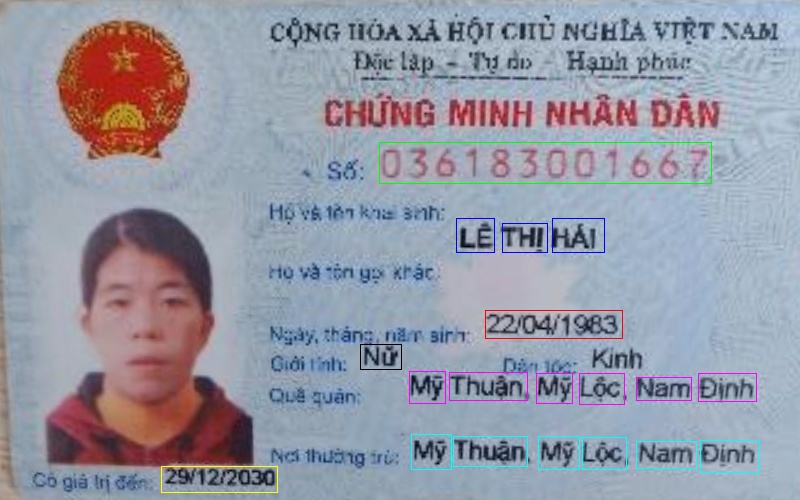 CỘNG HÒA XÃ HỘI CHỦ NGHĨA VIỆT NAM
Độc lập - Tự do - Hạnh phúc
CHỨNG MINH NHÂN DÂN
Số: 036183001667
Họ và tên khai sinh:
LÊ THỊ HẢI
Họ và tên gọi khác:
Ngày, tháng, năm sinh: 22/04/1983
Giới tính: Nữ Dân tộc: Kinh
Quê quán: Mỹ Thuận, Mỹ Lộc, Nam Định
Nơi thường trú: Mỹ Thuận, Mỹ Lộc, Nam Định
Có giá trị đến: 29/12/2030